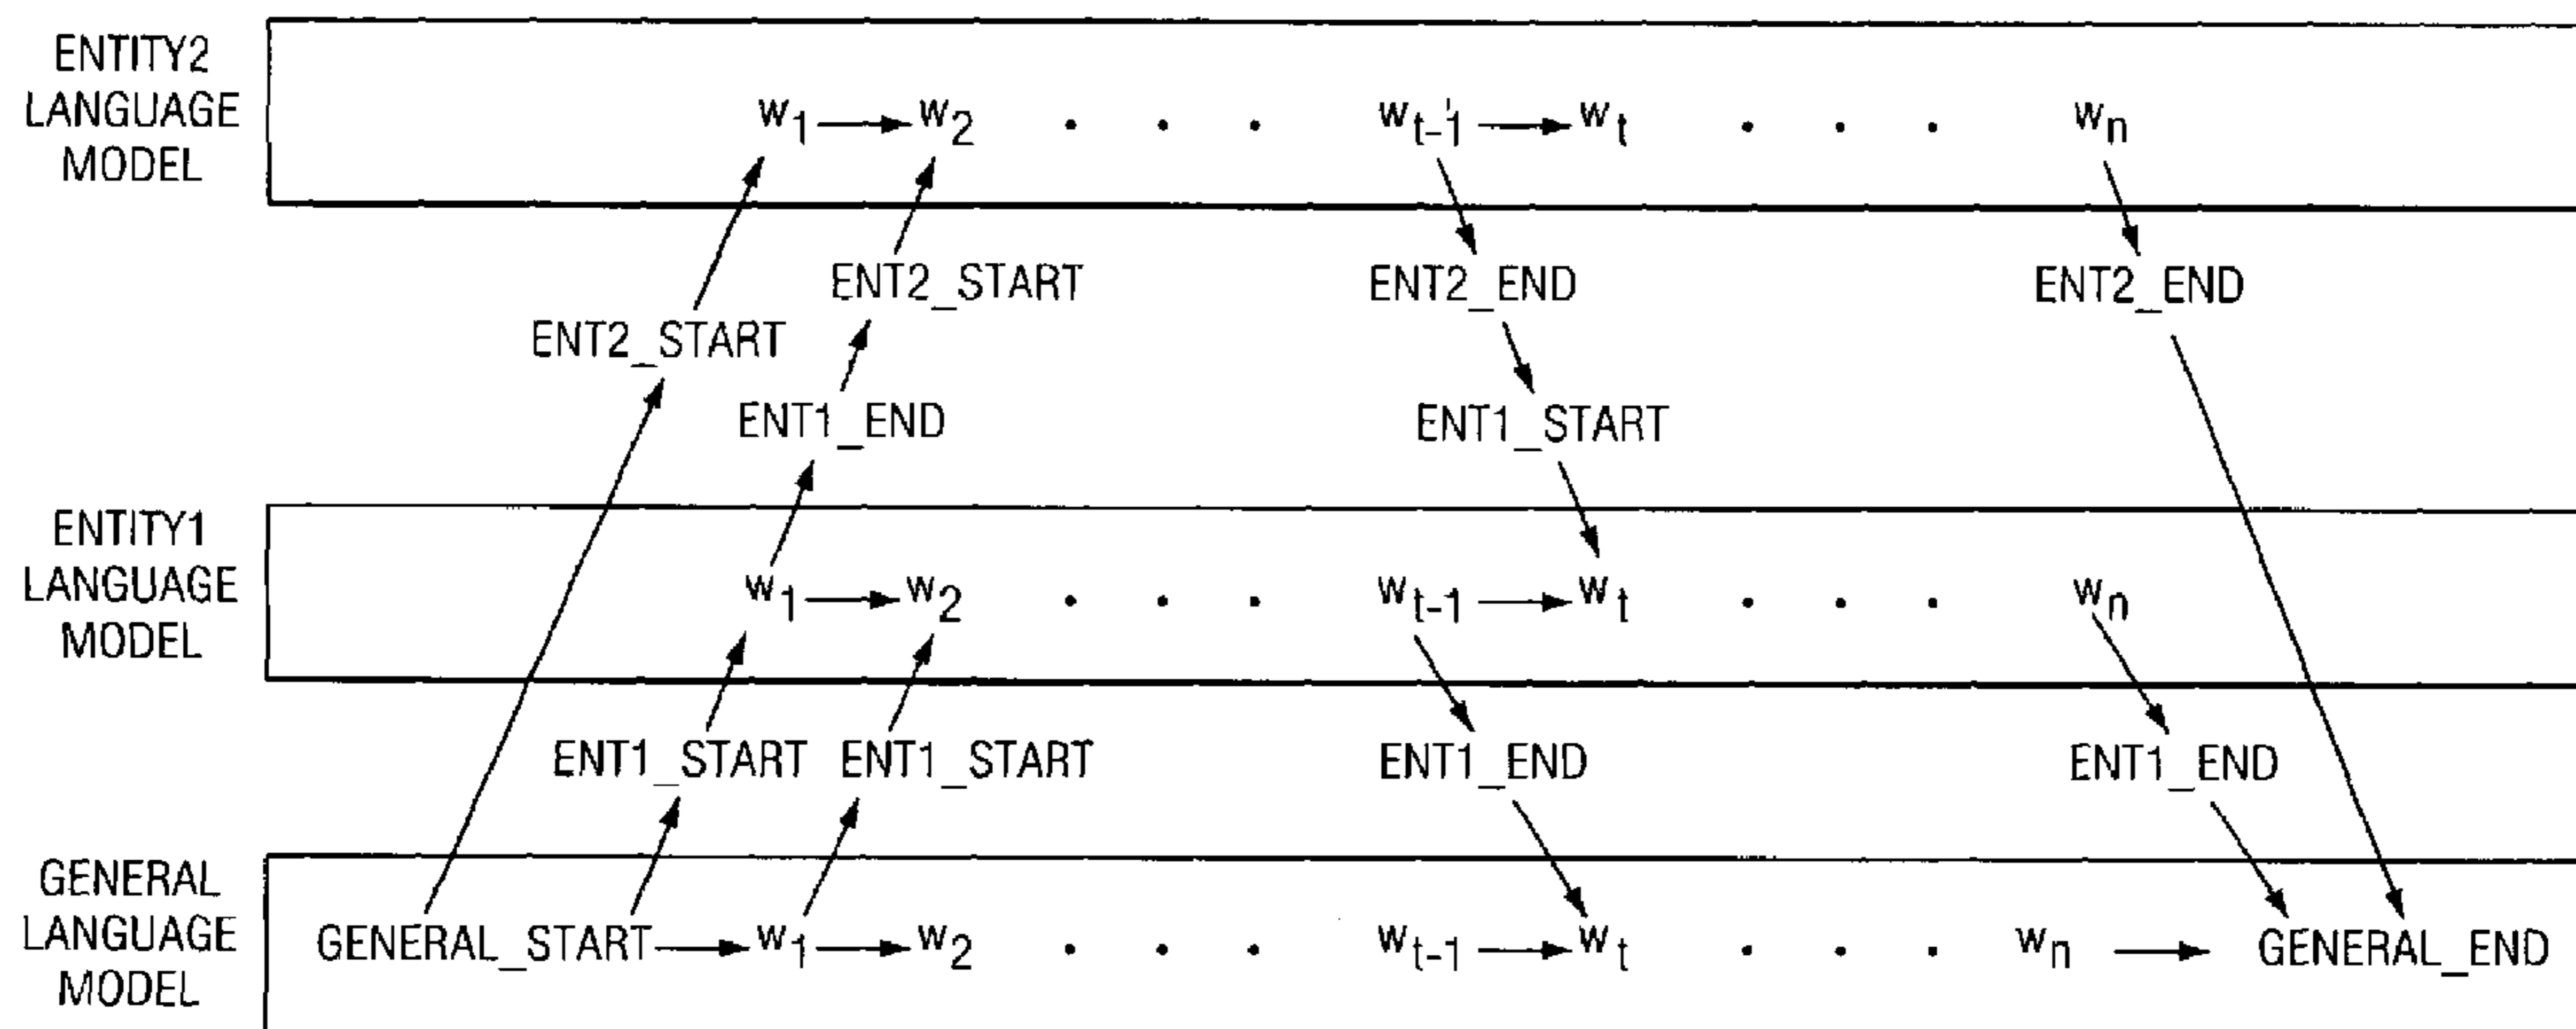 ENTITY2
LANGUAGE
MODEL
w1 w2 . . . wt-1 wt . . . wn
ENT2_START ENT2_END ENT2_END
ENT2_START
ENT1_END ENT1_START
ENTITY1
LANGUAGE
MODEL
w1 w2 . . . wt-1 wt . . . wn
ENT1_START ENT1_START ENT1_END ENT1_END
GENERAL
LANGUAGE
MODEL
GENERAL_START w1 w2 . . . wt-1 wt . . . wn GENERAL_END